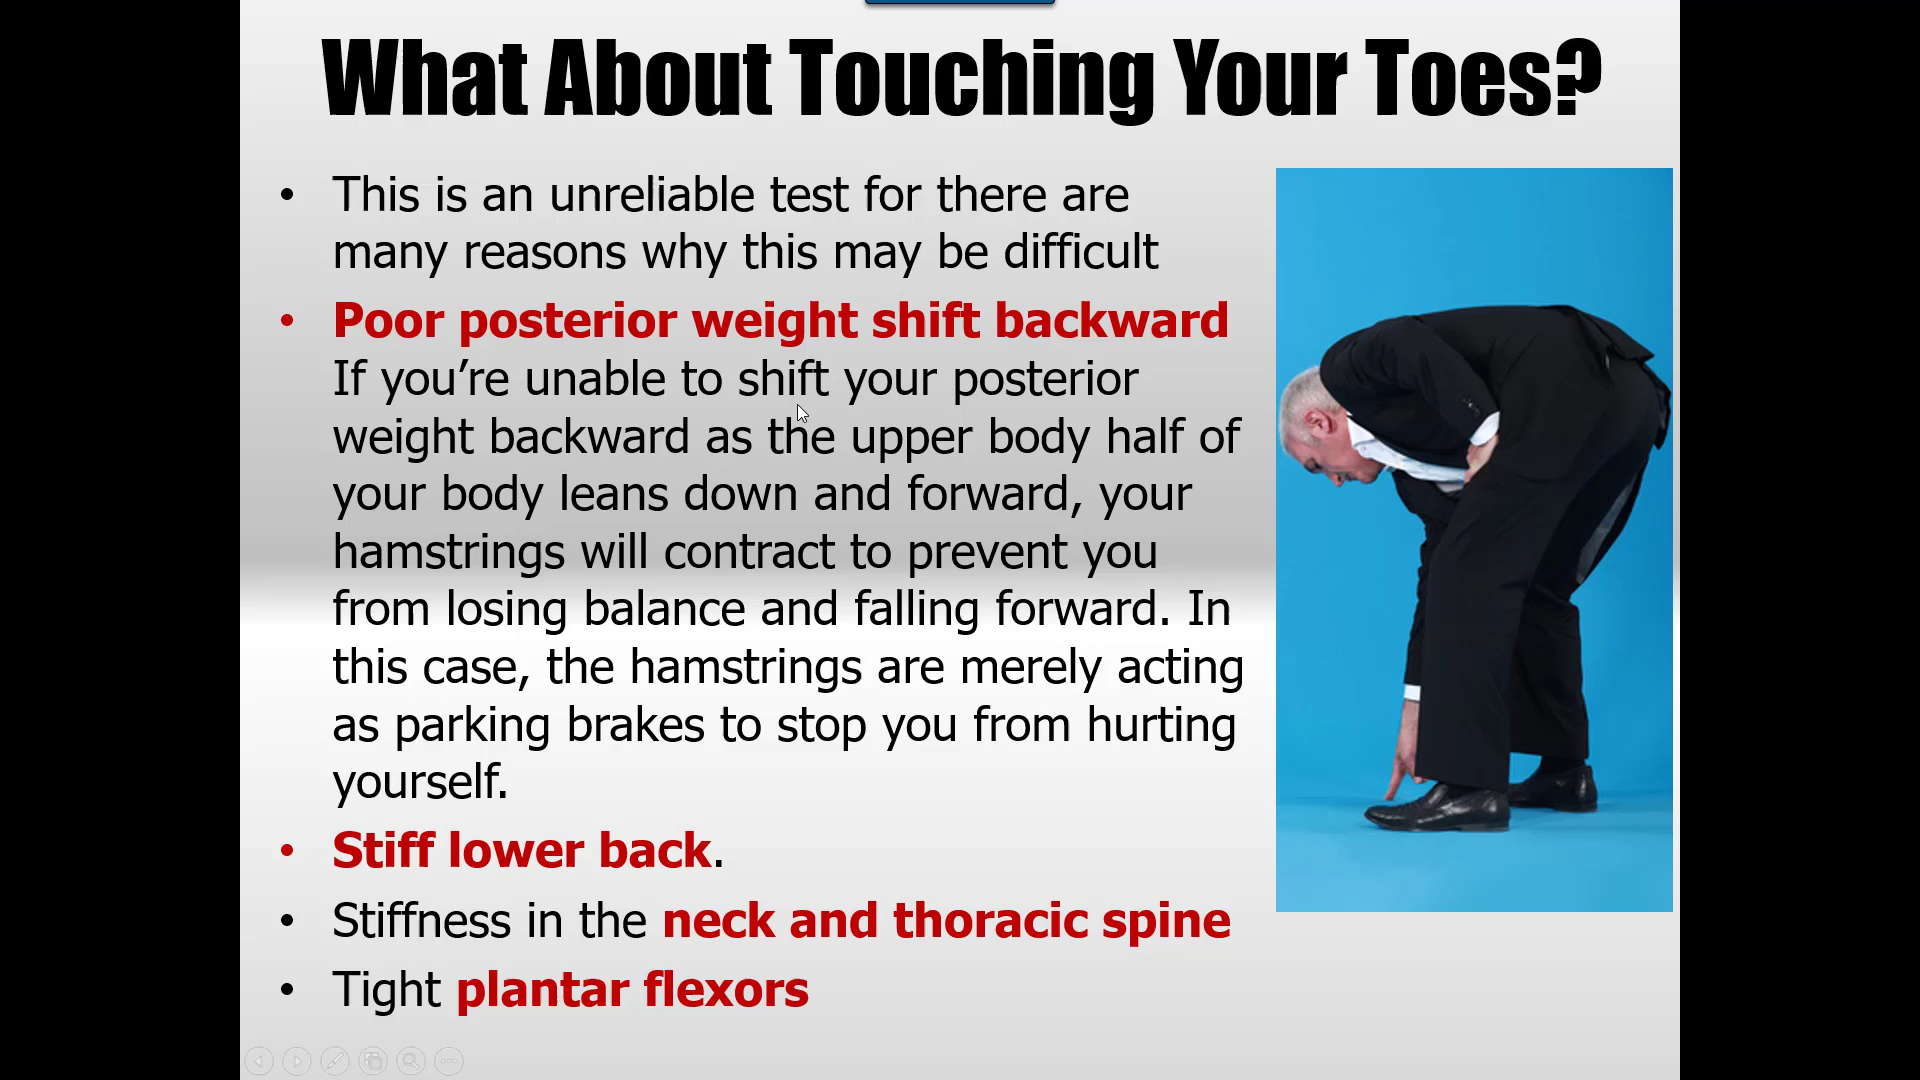 What About Touching Your Toes?
• This is an unreliable test for there are
many reasons why this may be difficult
• Poor posterior weight shift backward
If you’re unable to shift your posterior
weight backward as the upper body half of
your body leans down and forward, your
hamstrings will contract to prevent you
from losing balance and falling forward. In
this case, the hamstrings are merely acting
as parking brakes to stop you from hurting
yourself.
• Stiff lower back.
• Stiffness in the neck and thoracic spine
• Tight plantar flexors